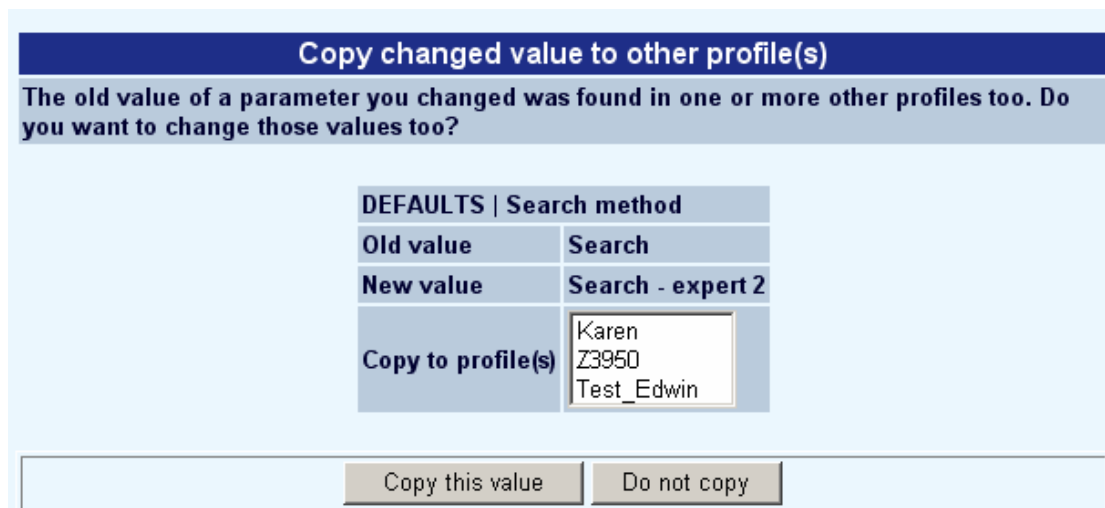 Copy changed value to other profile(s)
The old value of a parameter you changed was found in one or more other profiles too. Do
you want to change those values too?
DEFAULTS | Search method
Old value Search
New value Search - expert 2
Copy to profile(s)
Karen
Z3950
Test_Edwin
Copy this value Do not copy